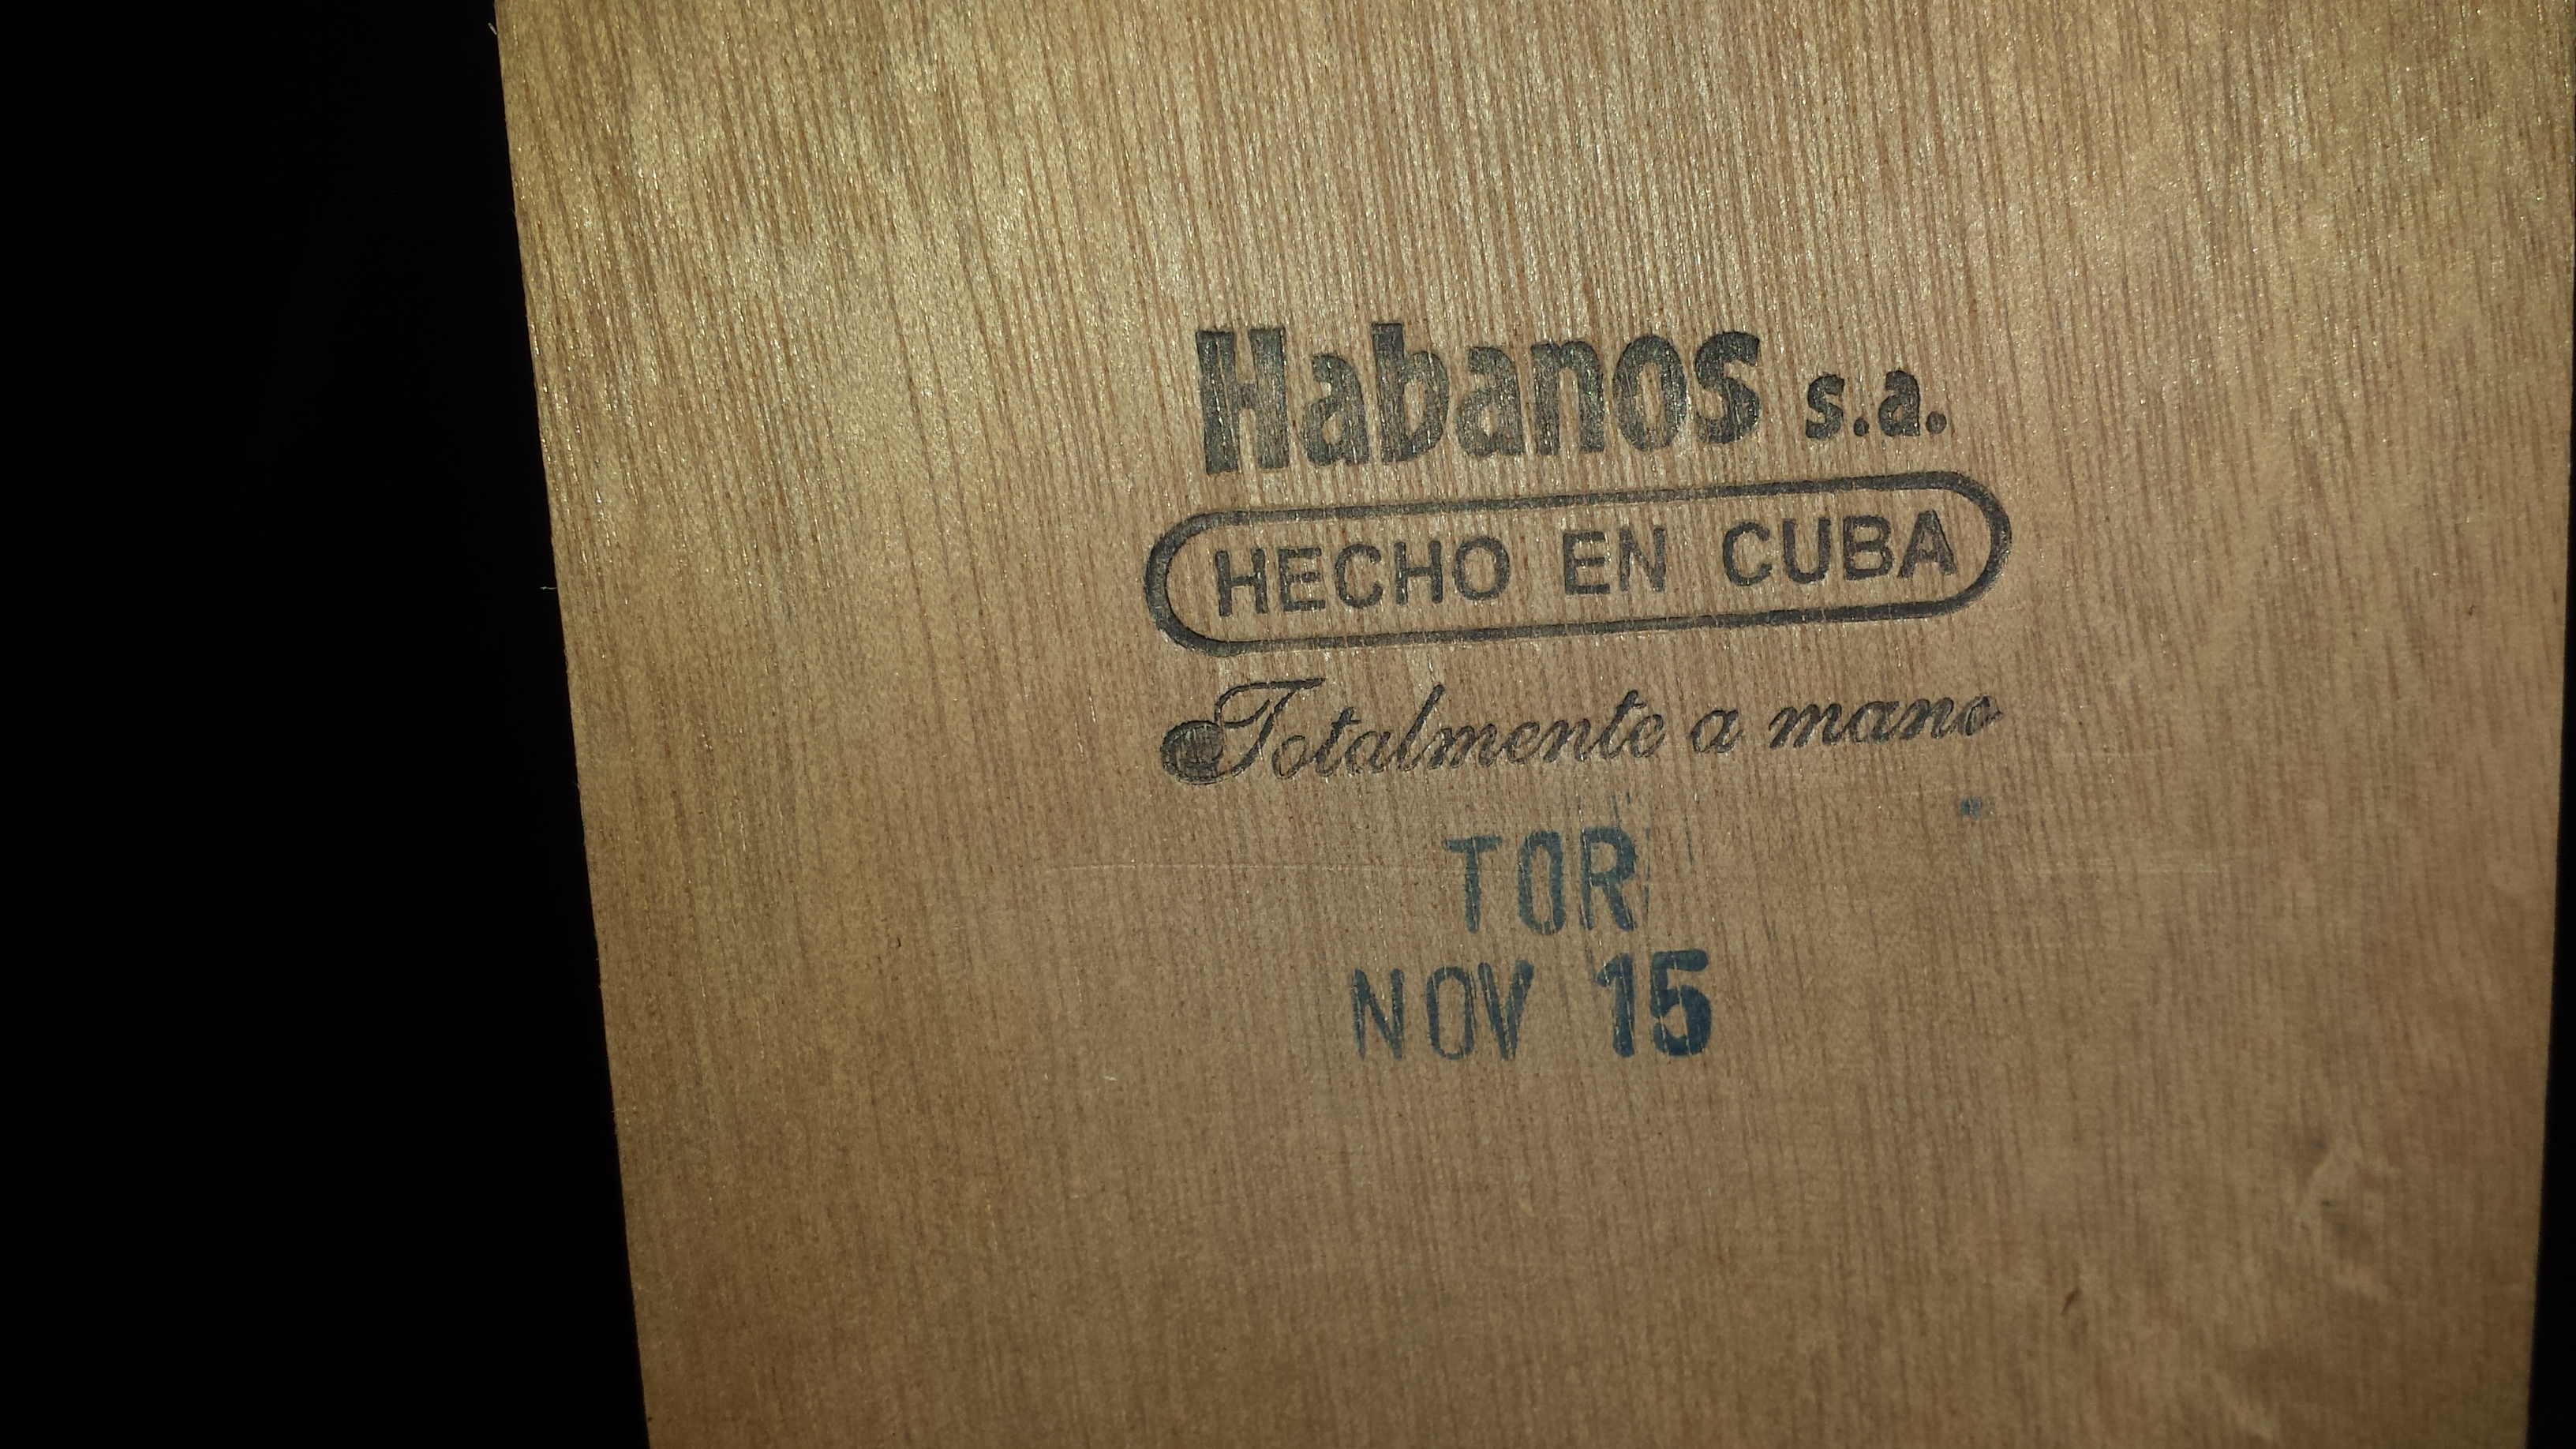 Habanos s.a.
HECHO EN CUBA
Totalmente a mano
TOR
NOV 15